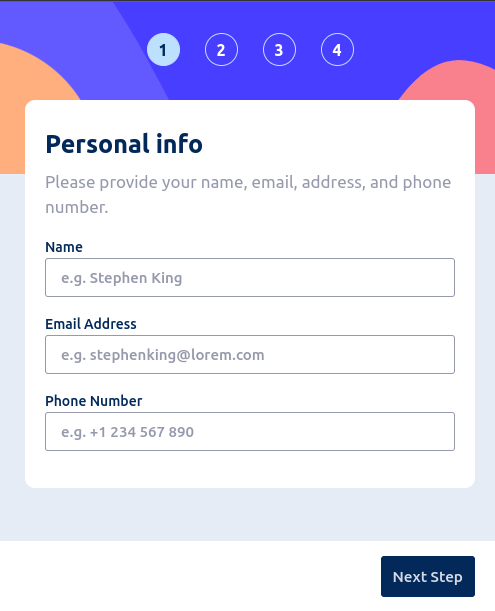 1 2 3 4
Personal info
Please provide your name, email, address, and phone
number.
Name
e.g. Stephen King
Email Address
e.g. stephenking@lorem.com
Phone Number
e.g. +1 234 567 890
Next Step